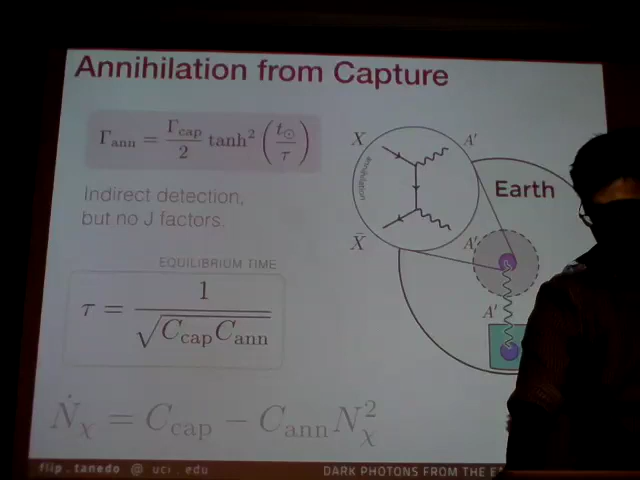 Annihilation from Capture
Γ_ann = Γ_cap / 2 tanh² (t_⊙ / τ)
Indirect detection,
but no J factors.
EQUILIBRIUM TIME
τ = 1 / √(C_cap C_ann)
Ṅ_χ = C_cap − C_ann N_χ²
X
A′
annihilation
X̄
Earth
A′
A′
flip . tanedo @ uci . edu
DARK PHOTONS FROM THE